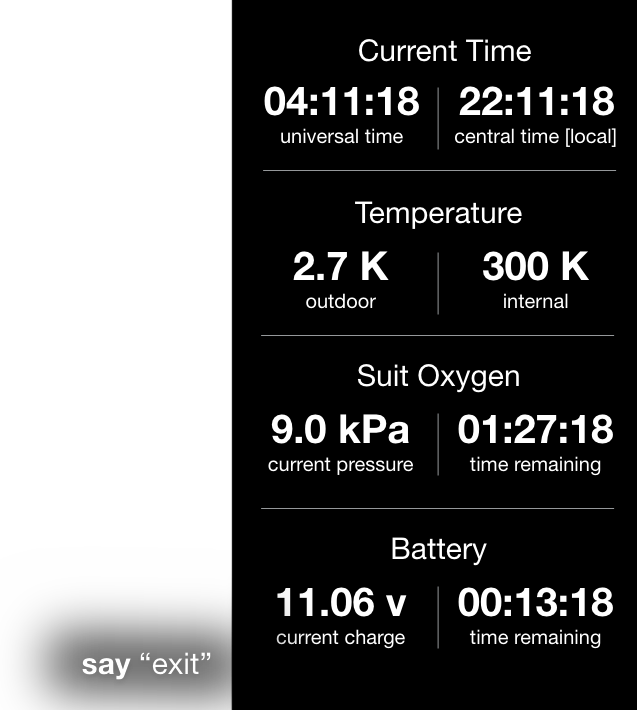 Current Time
04:11:18 22:11:18
universal time central time [local]
Temperature
2.7 K 300 K
outdoor internal
Suit Oxygen
9.0 kPa 01:27:18
current pressure time remaining
Battery
11.06 v 00:13:18
current charge time remaining
say “exit”